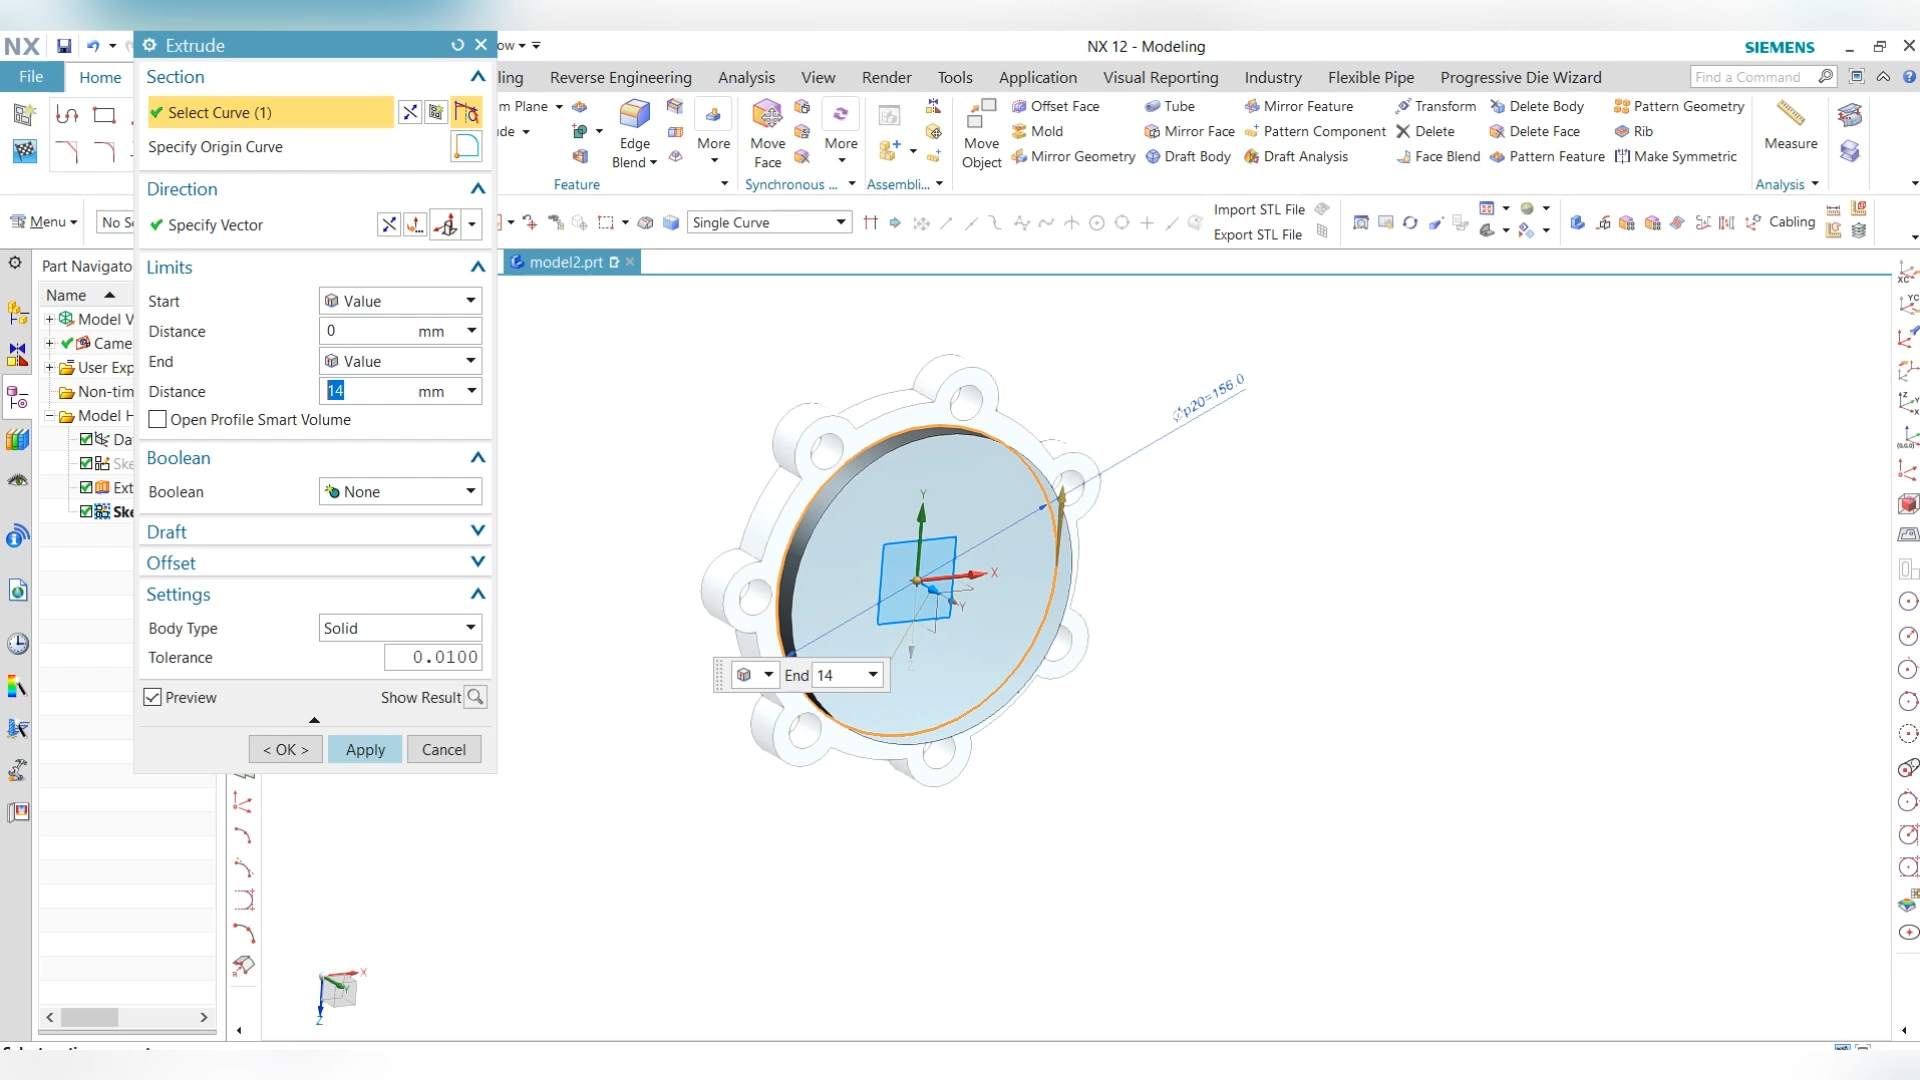 NX
Extrude
ow
NX 12 - Modeling
SIEMENS
File
Home
ling
Reverse Engineering
Analysis
View
Render
Tools
Application
Visual Reporting
Industry
Flexible Pipe
Progressive Die Wizard
Find a Command
Section
Select Curve (1)
Specify Origin Curve
Direction
Specify Vector
Limits
Start
Value
Distance
0 mm
End
Value
Distance
14 mm
Open Profile Smart Volume
Boolean
Boolean
None
Draft
Offset
Settings
Body Type
Solid
Tolerance
0.0100
Preview
Show Result
< OK >
Apply
Cancel
m Plane
de
Edge
Blend
More
Feature
Move
Face
More
Synchronous ...
Assembli...
Move
Object
Offset Face
Mold
Mirror Geometry
Tube
Mirror Face
Draft Body
Mirror Feature
Pattern Component
Draft Analysis
Transform
Delete
Face Blend
Delete Body
Delete Face
Pattern Feature
Pattern Geometry
Rib
Make Symmetric
Measure
Analysis
Menu
No S
Single Curve
Import STL File
Export STL File
Cabling
Part Navigato
Name
Model V
Came
User Exp
Non-tim
Model H
Da
Ske
Ext
Ske
model2.prt
p20=156.0
Y
X
Y
Z
End 14
X
Y
Z